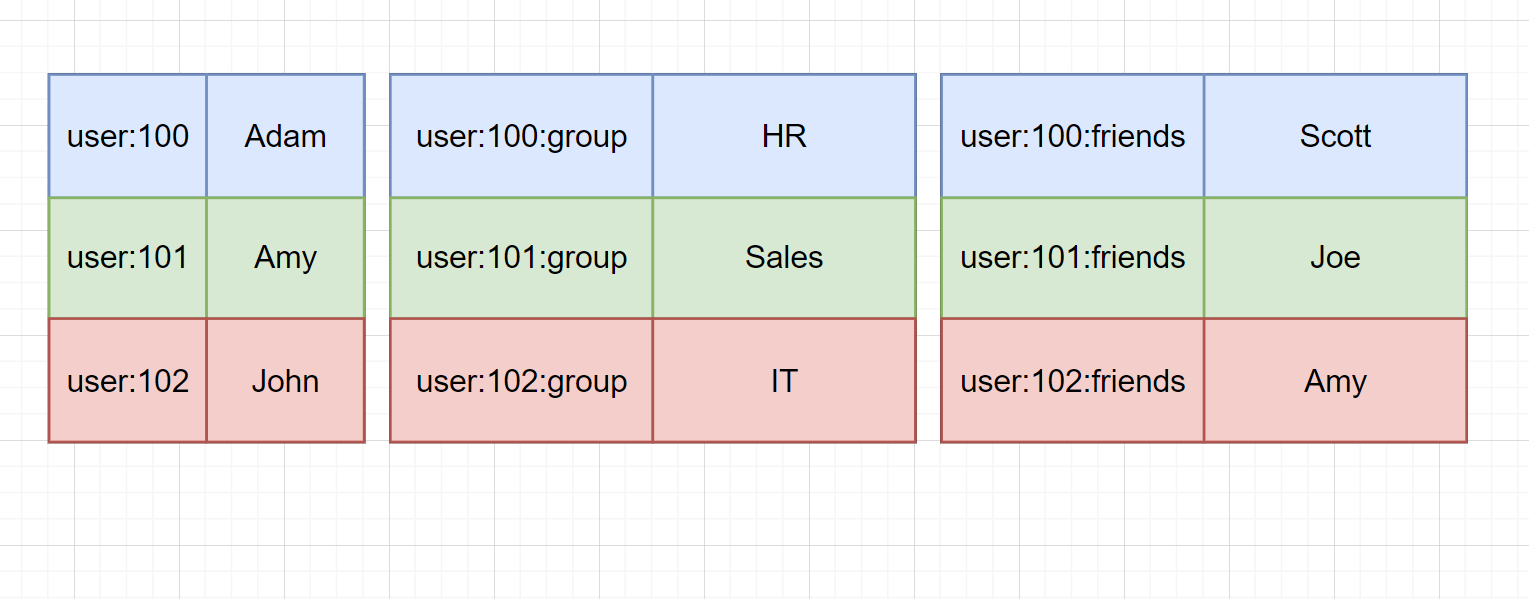 user:100 Adam user:100:group HR user:100:friends Scott
user:101 Amy user:101:group Sales user:101:friends Joe
user:102 John user:102:group IT user:102:friends Amy